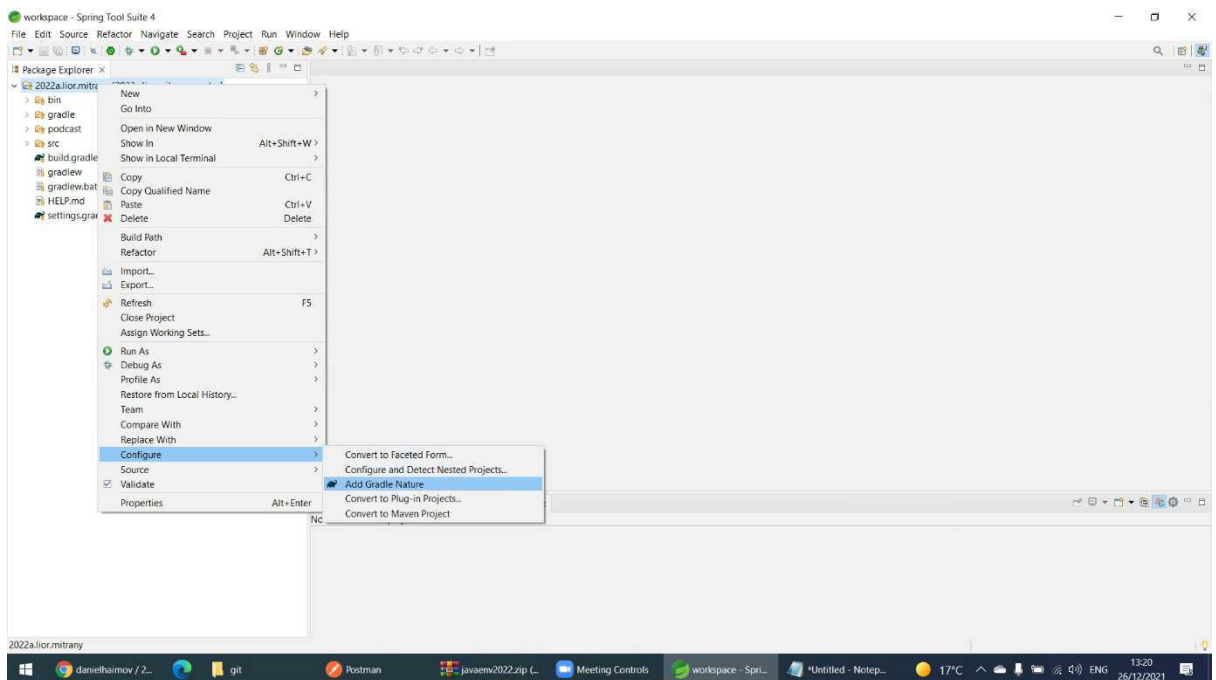 workspace - Spring Tool Suite 4
File Edit Source Refactor Navigate Search Project Run Window Help
Package Explorer
2022a.lior.mitra
bin
gradle
podcast
src
build.gradle
gradlew
gradlew.bat
HELP.md
settings.gra
New
Go Into
Open in New Window
Show In Alt+Shift+W
Show in Local Terminal
Copy Ctrl+C
Copy Qualified Name
Paste Ctrl+V
Delete Delete
Build Path
Refactor Alt+Shift+T
Import...
Export...
Refresh F5
Close Project
Assign Working Sets...
Run As
Debug As
Profile As
Restore from Local History...
Team
Compare With
Replace With
Configure
Source
Validate
Properties Alt+Enter
Convert to Faceted Form...
Configure and Detect Nested Projects...
Add Gradle Nature
Convert to Plug-in Projects...
Convert to Maven Project
No
2022a.lior.mitrany
danielhaimov / 2... git Postman javaenv2022.zip (... Meeting Controls workspace - Spri... *Untitled - Notep... 17°C ENG 13:20
26/12/2021